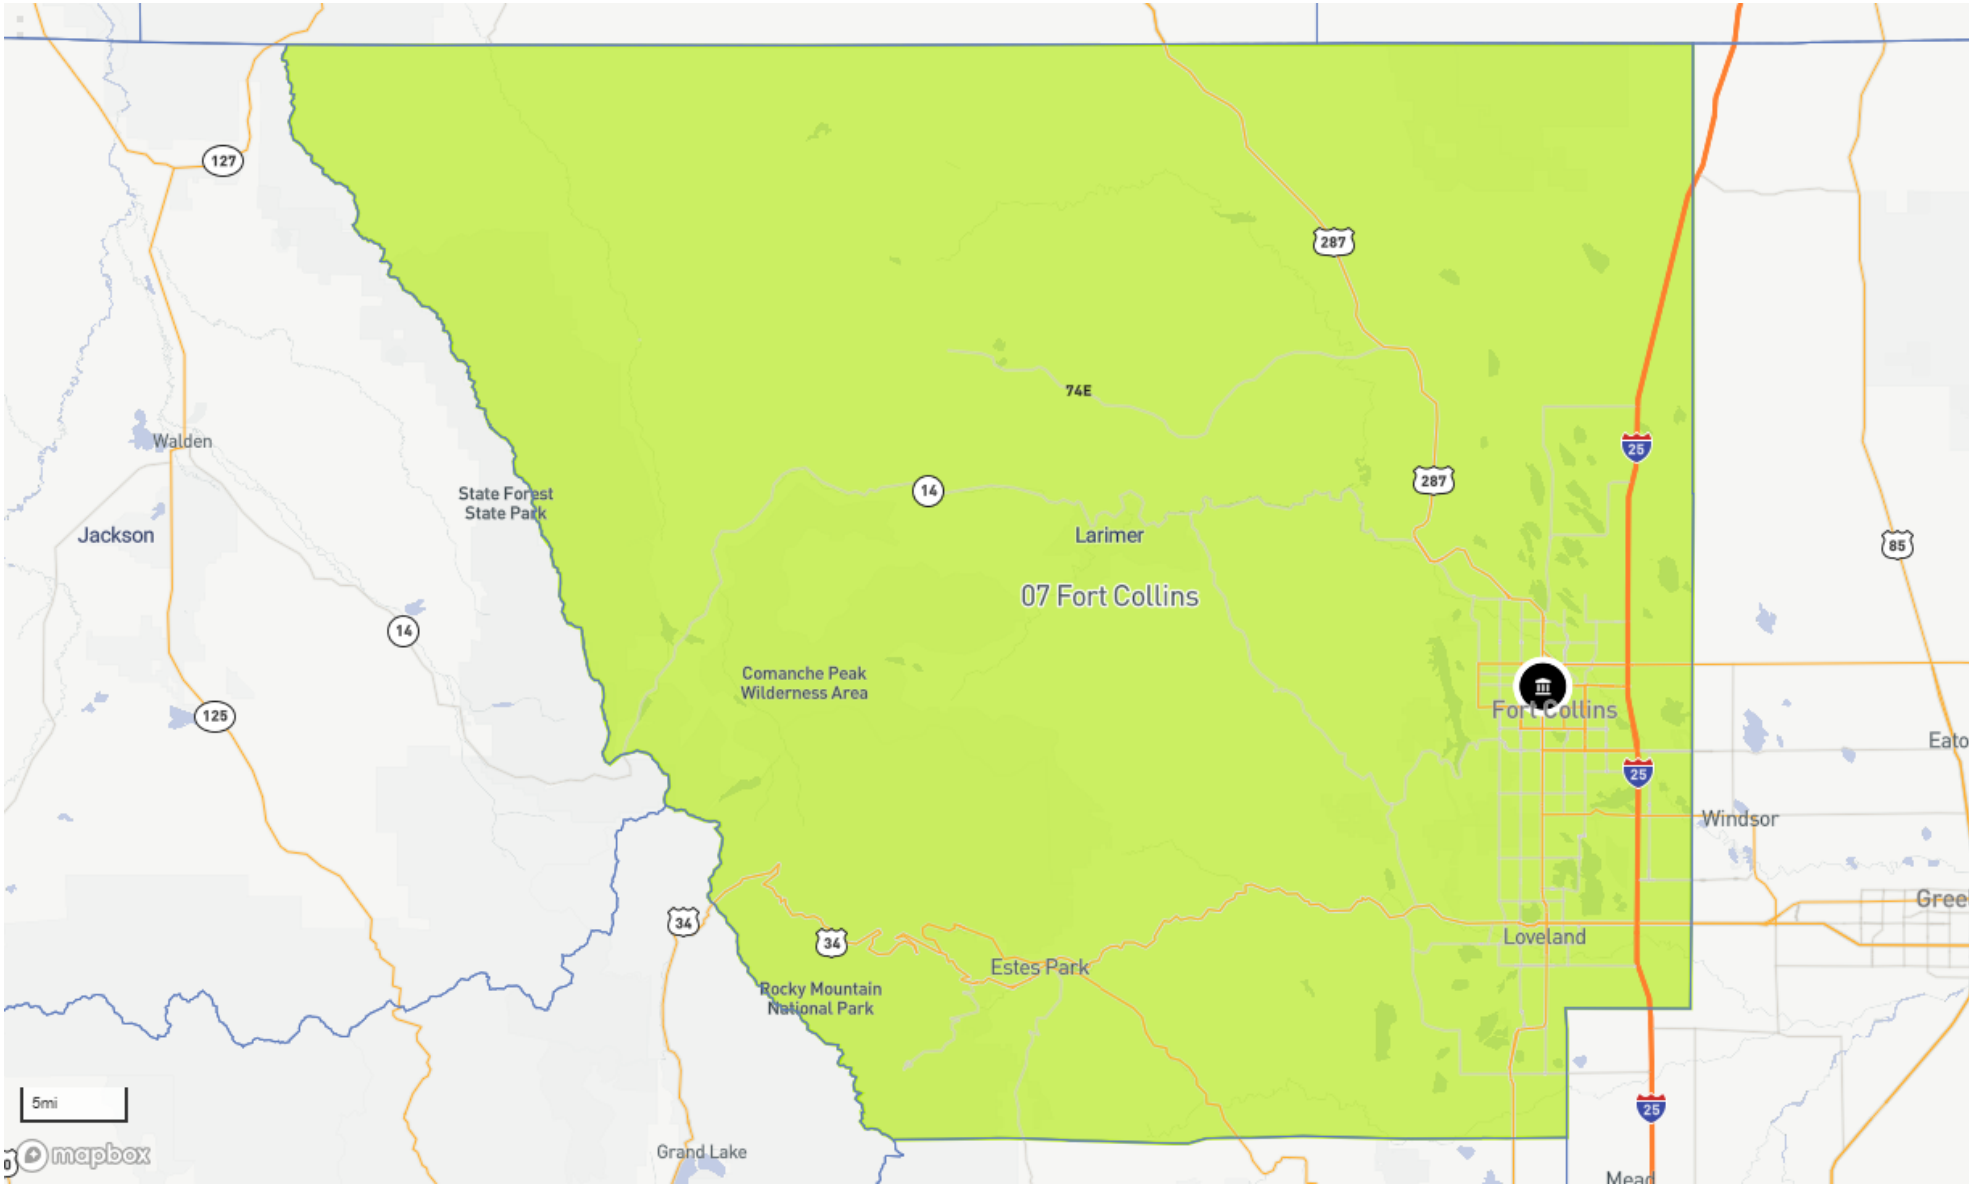 127
287
74E
25
Walden
287
14
State Forest
State Park
Jackson
Larimer
85
07 Fort Collins
14
Comanche Peak
Wilderness Area
Fort Collins
125
Eato
25
Windsor
Gree
34
34
Loveland
Estes Park
Rocky Mountain
National Park
5mi
25
mapbox
Grand Lake
0
Mead